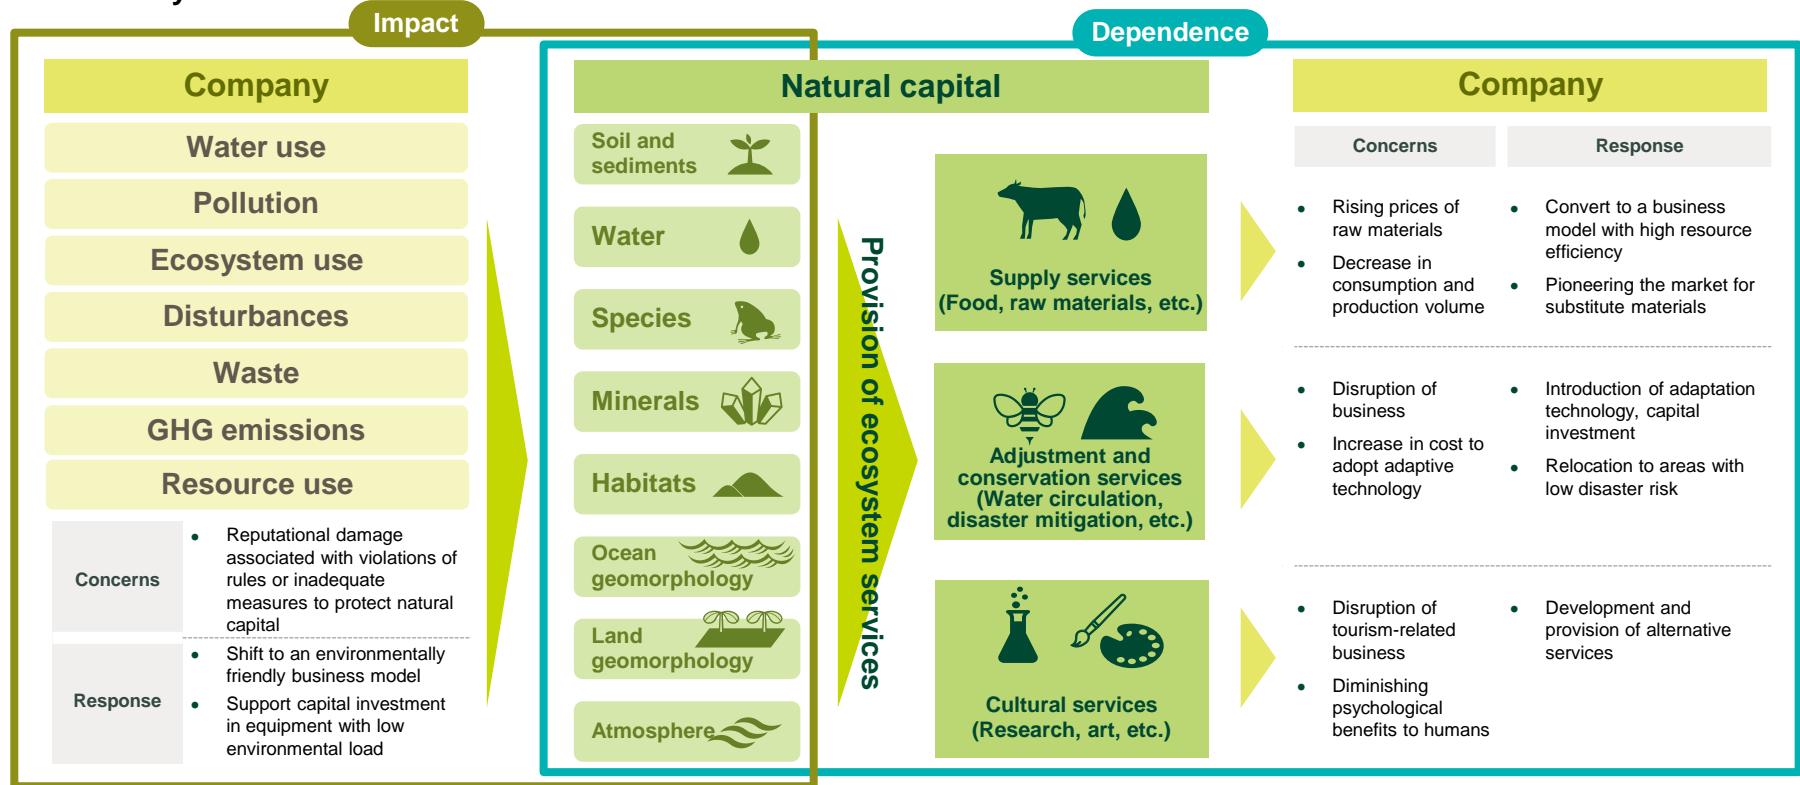 Impact
Dependence
Company
Water use
Pollution
Ecosystem use
Disturbances
Waste
GHG emissions
Resource use
Concerns
• Reputational damage
associated with violations of
rules or inadequate
measures to protect natural
capital
Response
• Shift to an environmentally
friendly business model
• Support capital investment
in equipment with low
environmental load
Natural capital
Soil and
sediments
Water
Species
Minerals
Habitats
Ocean
geomorphology
Land
geomorphology
Atmosphere
Provision of ecosystem services
Supply services
(Food, raw materials, etc.)
Adjustment and
conservation services
(Water circulation,
disaster mitigation, etc.)
Cultural services
(Research, art, etc.)
Company
Concerns
Response
• Rising prices of
raw materials
• Decrease in
consumption and
production volume
• Convert to a business
model with high resource
efficiency
• Pioneering the market for
substitute materials
• Disruption of
business
• Increase in cost to
adopt adaptive
technology
• Introduction of adaptation
technology, capital
investment
• Relocation to areas with
low disaster risk
• Disruption of
tourism-related
business
• Diminishing
psychological
benefits to humans
• Development and
provision of alternative
services